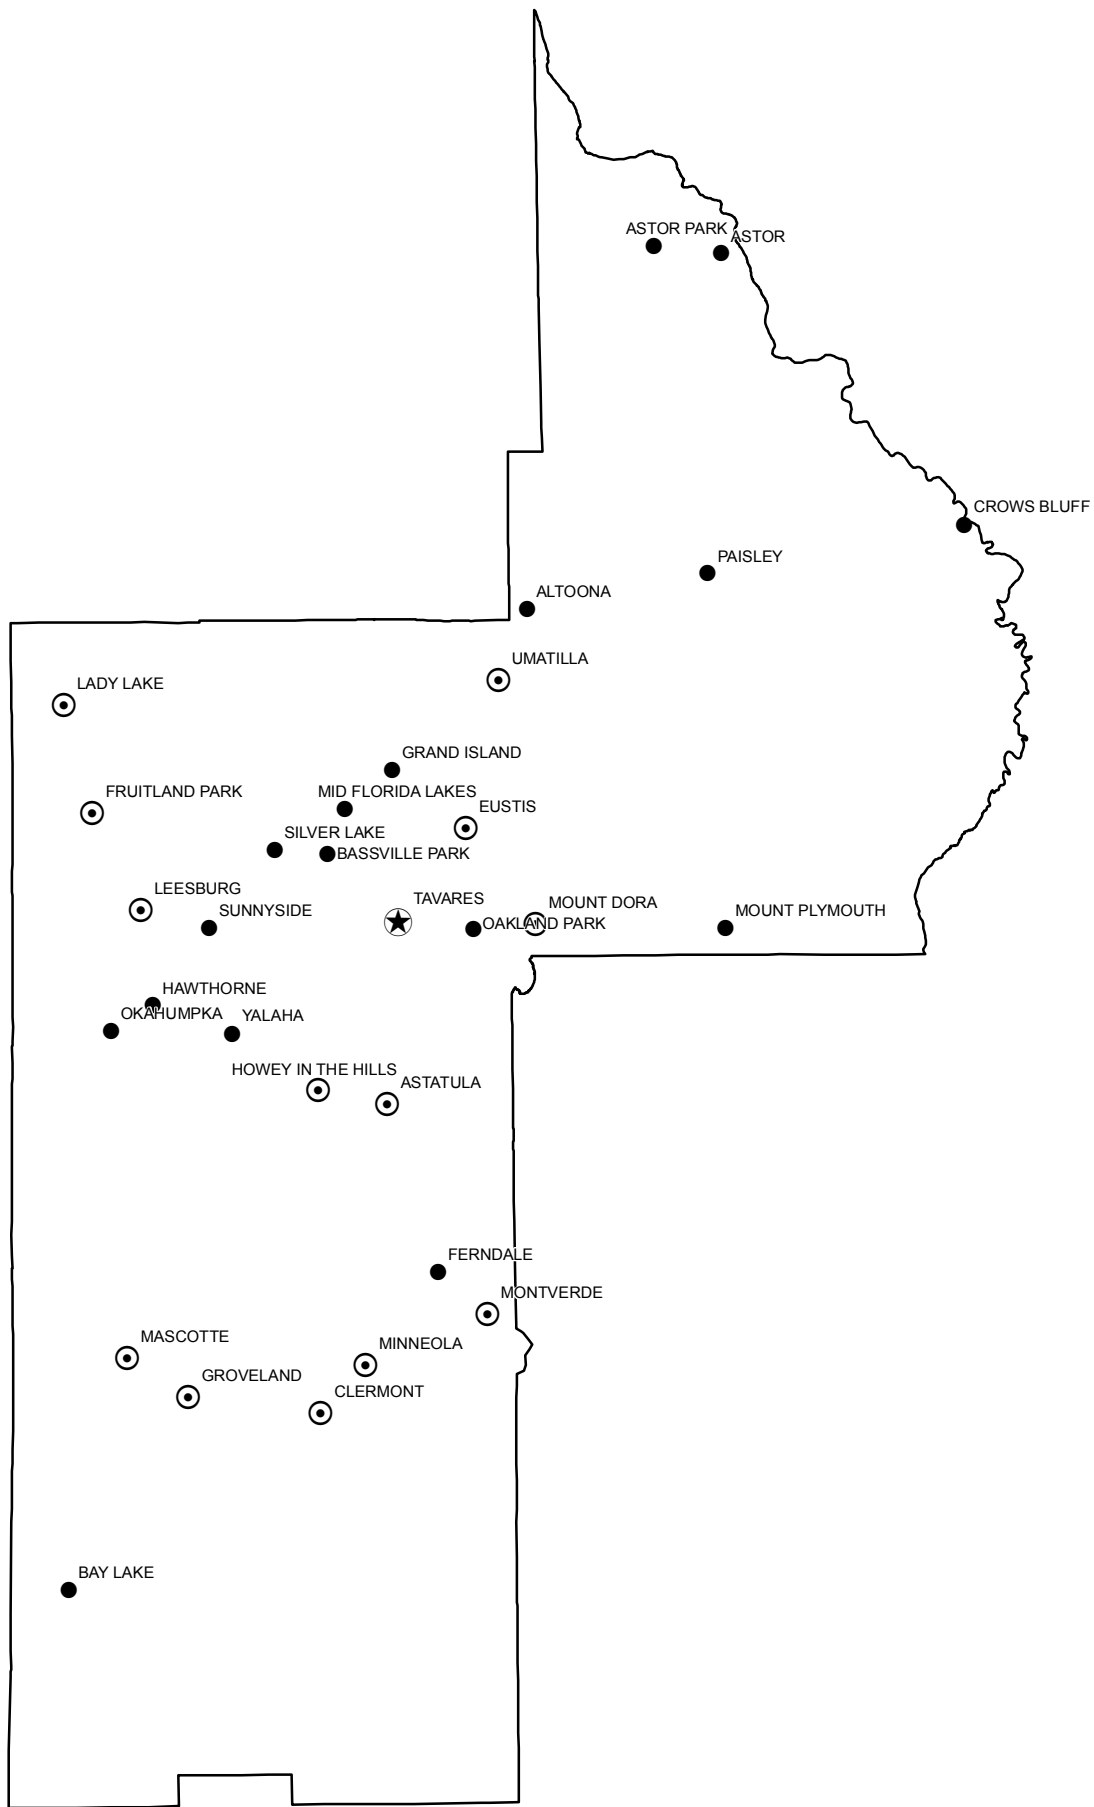 ASTOR PARK
ASTOR
CROWS BLUFF
PAISLEY
ALTOONA
UMATILLA
LADY LAKE
GRAND ISLAND
FRUITLAND PARK
MID FLORIDA LAKES
EUSTIS
SILVER LAKE
BASSVILLE PARK
LEESBURG
TAVARES
MOUNT DORA
SUNNYSIDE
MOUNT PLYMOUTH
OAKLAND PARK
HAWTHORNE
OKAHUMPKA
YALAHA
HOWEY IN THE HILLS
ASTATULA
FERNDALE
MONTVERDE
MASCOTTE
MINNEOLA
GROVELAND
CLERMONT
BAY LAKE